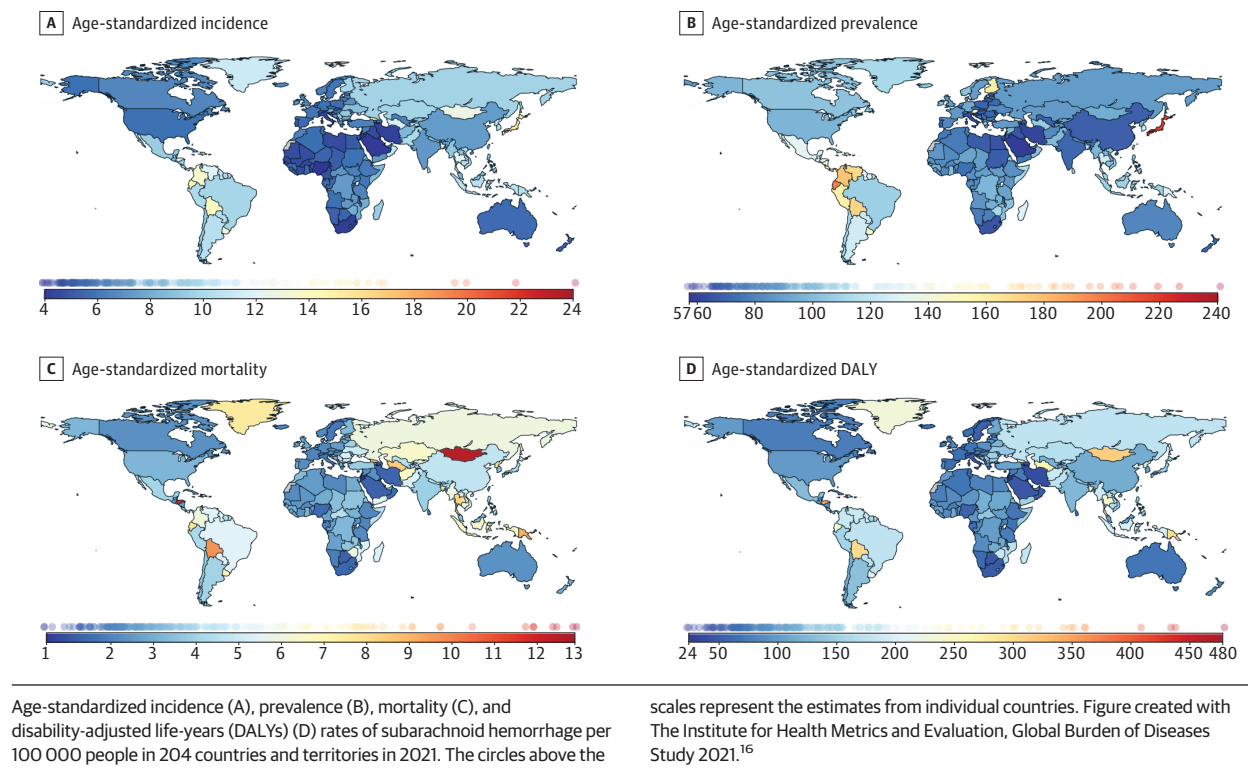 A Age-standardized incidence
B Age-standardized prevalence
4 6 8 10 12 14 16 18 20 22 24
57 60 80 100 120 140 160 180 200 220 240
C Age-standardized mortality
D Age-standardized DALY
1 2 3 4 5 6 7 8 9 10 11 12 13
24 50 100 150 200 250 300 350 400 450 480
Age-standardized incidence (A), prevalence (B), mortality (C), and
disability-adjusted life-years (DALYs) (D) rates of subarachnoid hemorrhage per
100 000 people in 204 countries and territories in 2021. The circles above the
scales represent the estimates from individual countries. Figure created with
The Institute for Health Metrics and Evaluation, Global Burden of Diseases
Study 2021.16